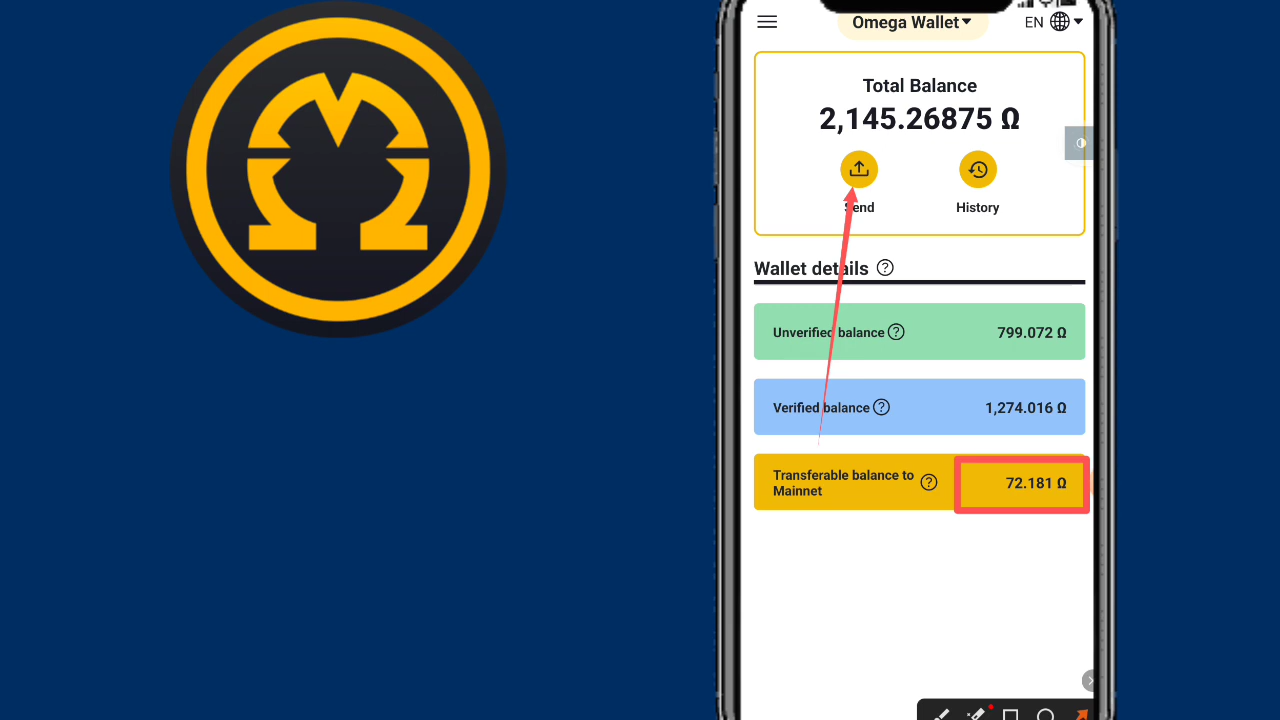 Omega Wallet
EN
Total Balance
2,145.26875 Ω
Send
History
Wallet details ?
Unverified balance ?
799.072 Ω
Verified balance ?
1,274.016 Ω
Transferable balance to
Mainnet ?
72.181 Ω